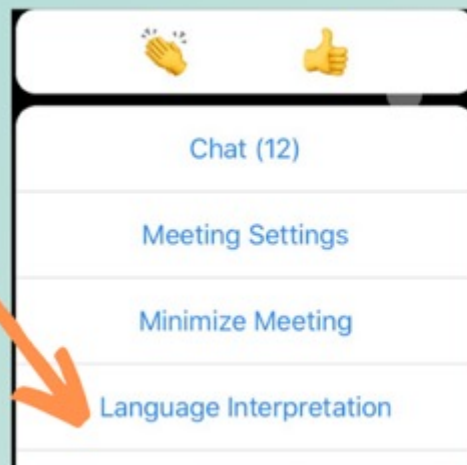 Chat (12)
Meeting Settings
Minimize Meeting
Language Interpretation